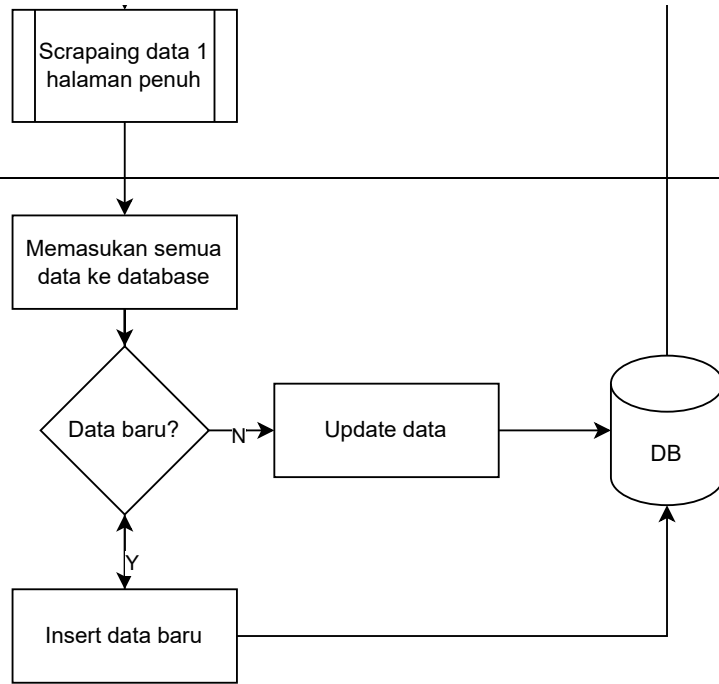 Scrapaing data 1
halaman penuh
Memasukan semua
data ke database
Data baru?
N
Update data
DB
Y
Insert data baru